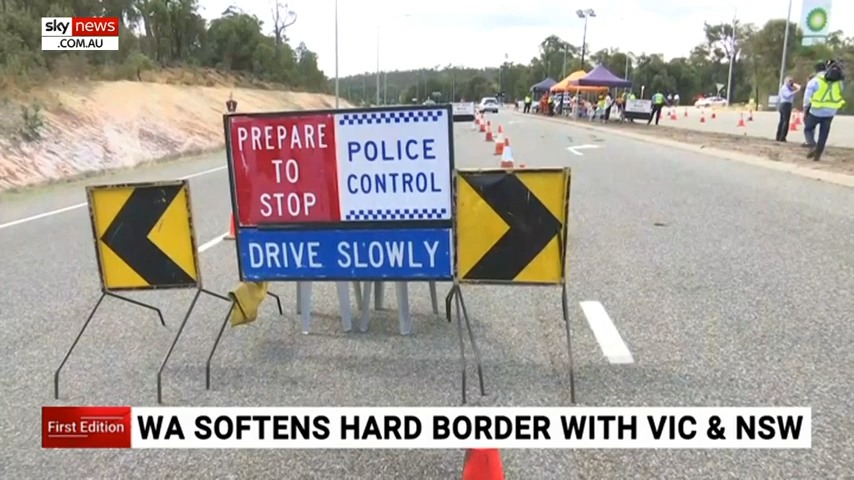 sky news
.COM.AU
bp
PREPARE
TO
STOP
POLICE
CONTROL
DRIVE SLOWLY
First Edition
WA SOFTENS HARD BORDER WITH VIC & NSW